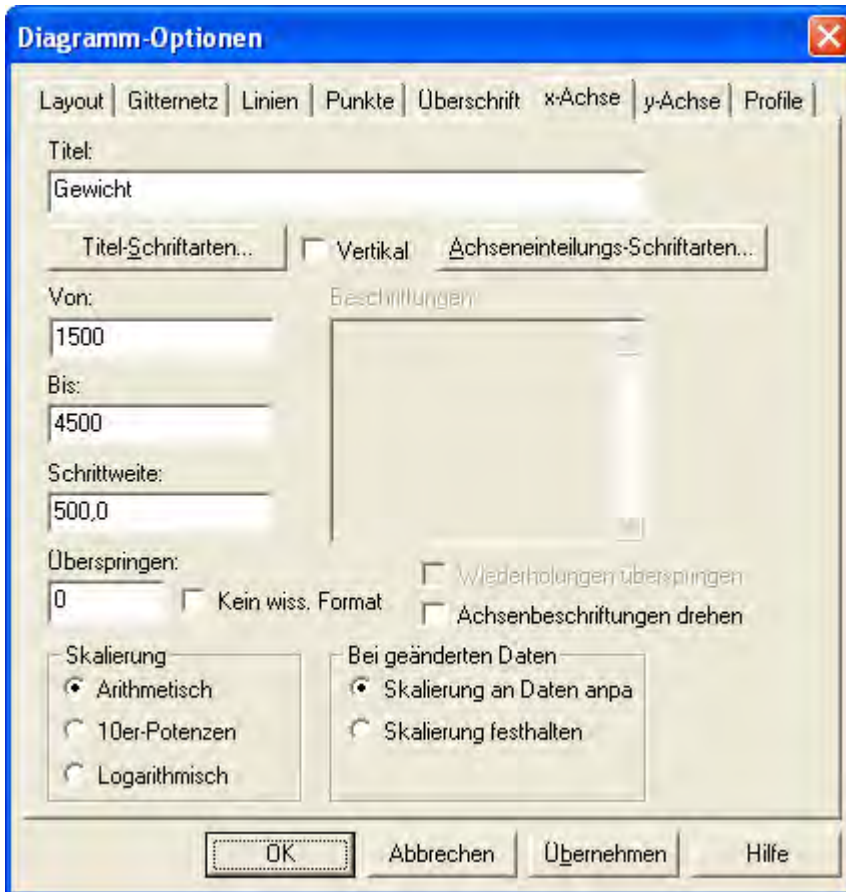 Diagramm-Optionen
Layout Gitternetz Linien Punkte Überschrift x-Achse y-Achse Profile
Titel:
Gewicht
Titel-Schriftarten... Vertikal Achseneinteilungs-Schriftarten...
Von: Beschriftungen:
1500
Bis:
4500
Schrittweite:
500,0
Überspringen:
0 Kein wiss. Format
Wiederholungen überspringen
Achsenbeschriftungen drehen
Skalierung Bei geänderten Daten
Arithmetisch Skalierung an Daten anpa
10er-Potenzen Skalierung festhalten
Logarithmisch
OK Abbrechen Übernehmen Hilfe